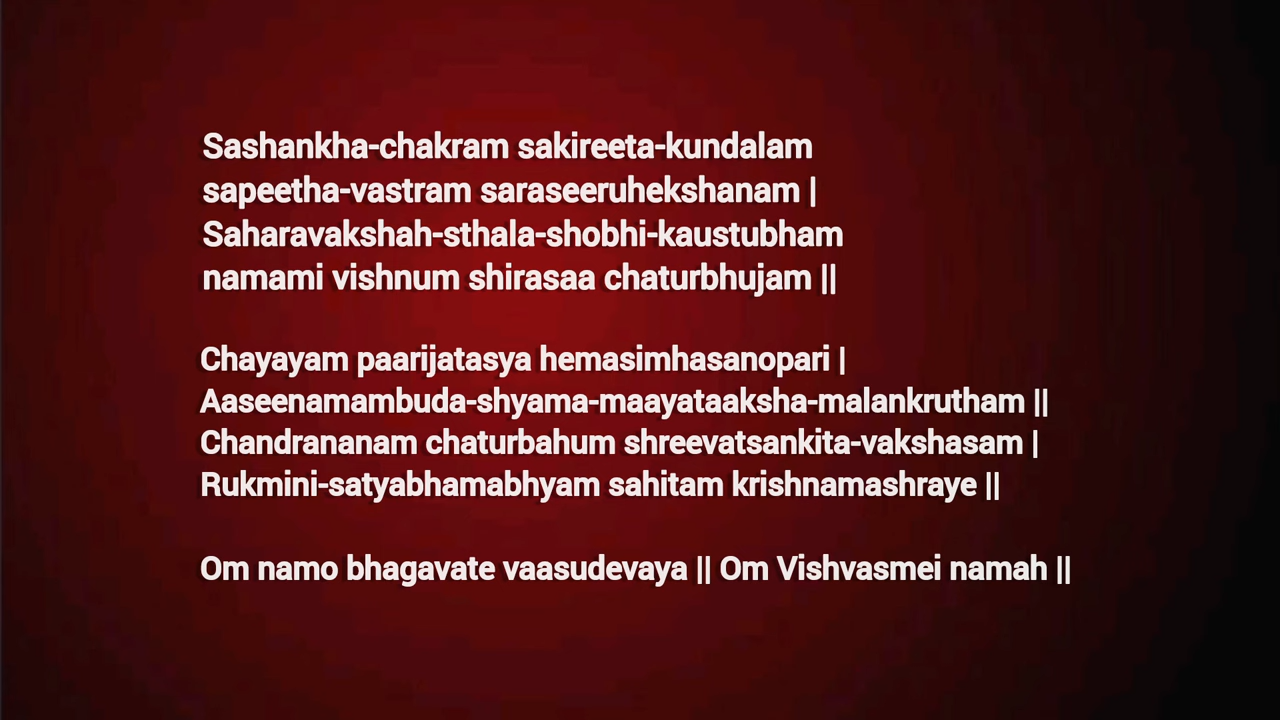 Sashankha-chakram sakireeta-kundalam
sapeetha-vastram saraseeruhekshanam |
Saharavakshah-sthala-shobhi-kaustubham
namami vishnum shirasaa chaturbhujam ||
Chayayam paarijatasya hemasimhasanopari |
Aaseenamambuda-shyama-maayataaksha-malankrutham ||
Chandrananam chaturbahum shreevatsankita-vakshasam |
Rukmini-satyabhamabhyam sahitam krishnamashraye ||
Om namo bhagavate vaasudevaya || Om Vishvasmei namah ||